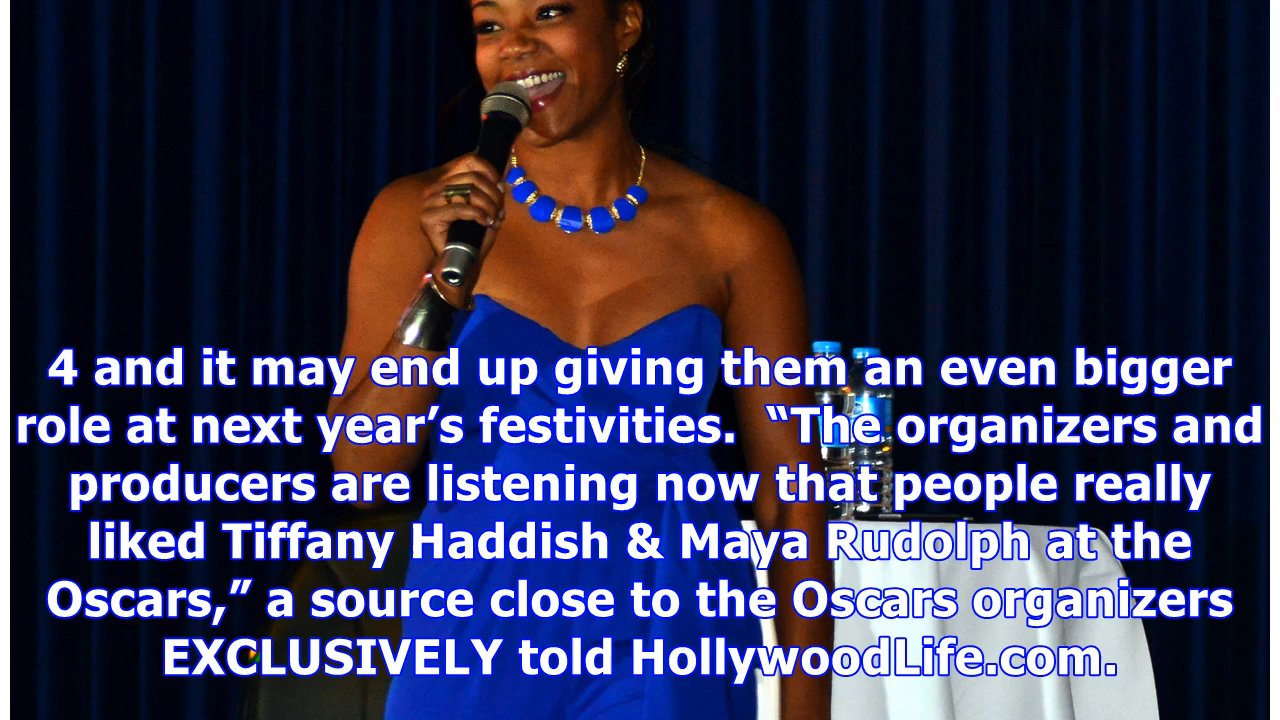 4 and it may end up giving them an even bigger
role at next year’s festivities.  “The organizers and
producers are listening now that people really
liked Tiffany Haddish & Maya Rudolph at the
Oscars,” a source close to the Oscars organizers
EXCLUSIVELY told HollywoodLife.com.